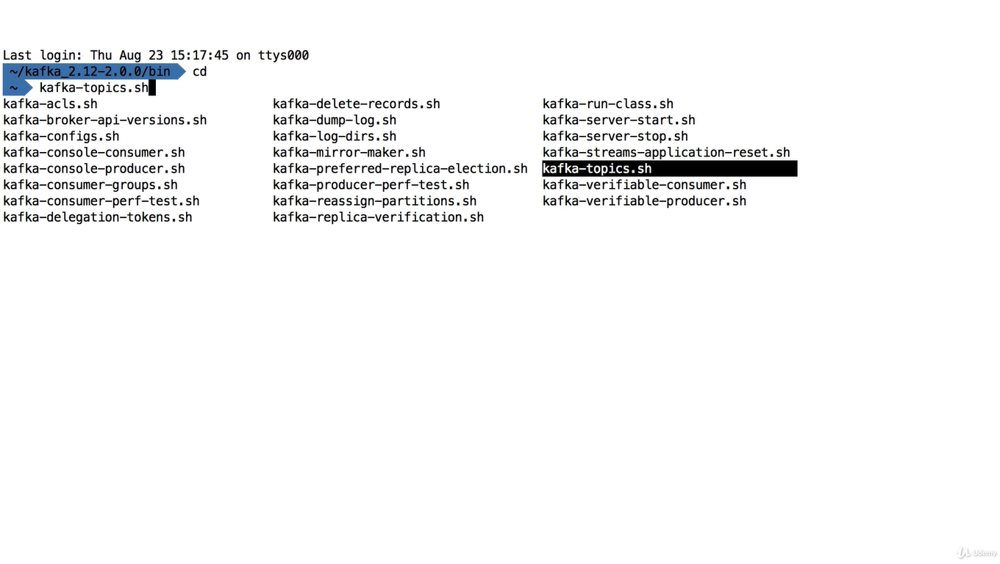 Last login: Thu Aug 23 15:17:45 on ttys000
~/kafka_2.12-2.0.0/bin cd
~ kafka-topics.sh
kafka-acls.sh kafka-delete-records.sh kafka-run-class.sh
kafka-broker-api-versions.sh kafka-dump-log.sh kafka-server-start.sh
kafka-configs.sh kafka-log-dirs.sh kafka-server-stop.sh
kafka-console-consumer.sh kafka-mirror-maker.sh kafka-streams-application-reset.sh
kafka-console-producer.sh kafka-preferred-replica-election.sh kafka-topics.sh
kafka-consumer-groups.sh kafka-producer-perf-test.sh kafka-verifiable-consumer.sh
kafka-consumer-perf-test.sh kafka-reassign-partitions.sh kafka-verifiable-producer.sh
kafka-delegation-tokens.sh kafka-replica-verification.sh
Udemy